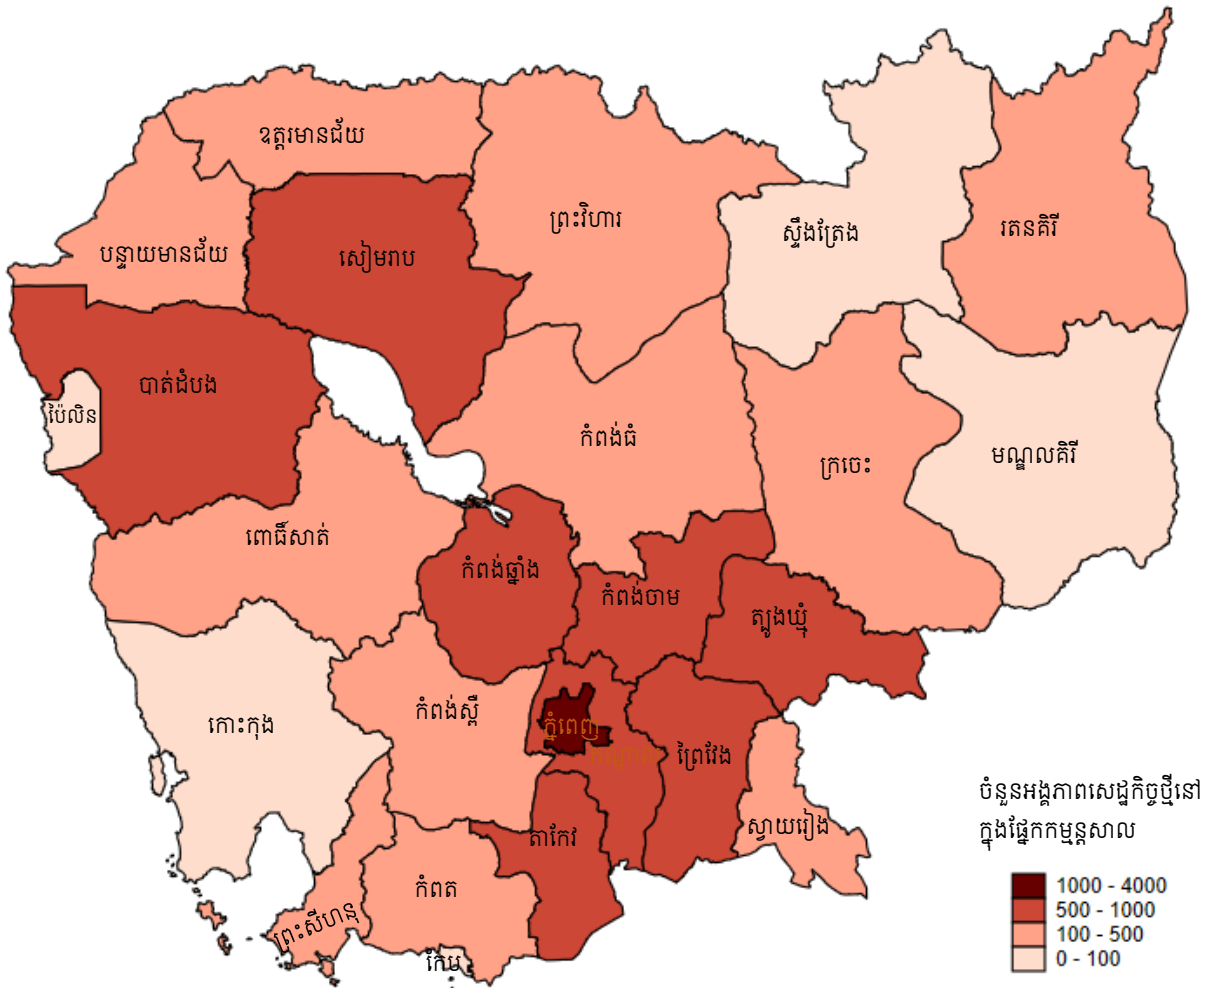 ឧត្តរមានជ័យ
ព្រះវិហារ
ស្ទឹងត្រែង
រតនគិរី
បន្ទាយមានជ័យ
សៀមរាប
បាត់ដំបង
ប៉ៃលិន
កំពង់ធំ
ក្រចេះ
មណ្ឌលគិរី
ពោធិ៍សាត់
កំពង់ឆ្នាំង
កំពង់ចាម
ត្បូងឃ្មុំ
កោះកុង
កំពង់ស្ពឺ
ភ្នំពេញ
កណ្ដាល
ព្រៃវែង
ស្វាយរៀង
តាកែវ
កំពត
ព្រះសីហនុ
កែប
ចំនួនអង្គភាពសេដ្ឋកិច្ចថ្មីនៅ
ក្នុងផ្នែកកម្មន្តសាល
1000 - 4000
500 - 1000
100 - 500
0 - 100